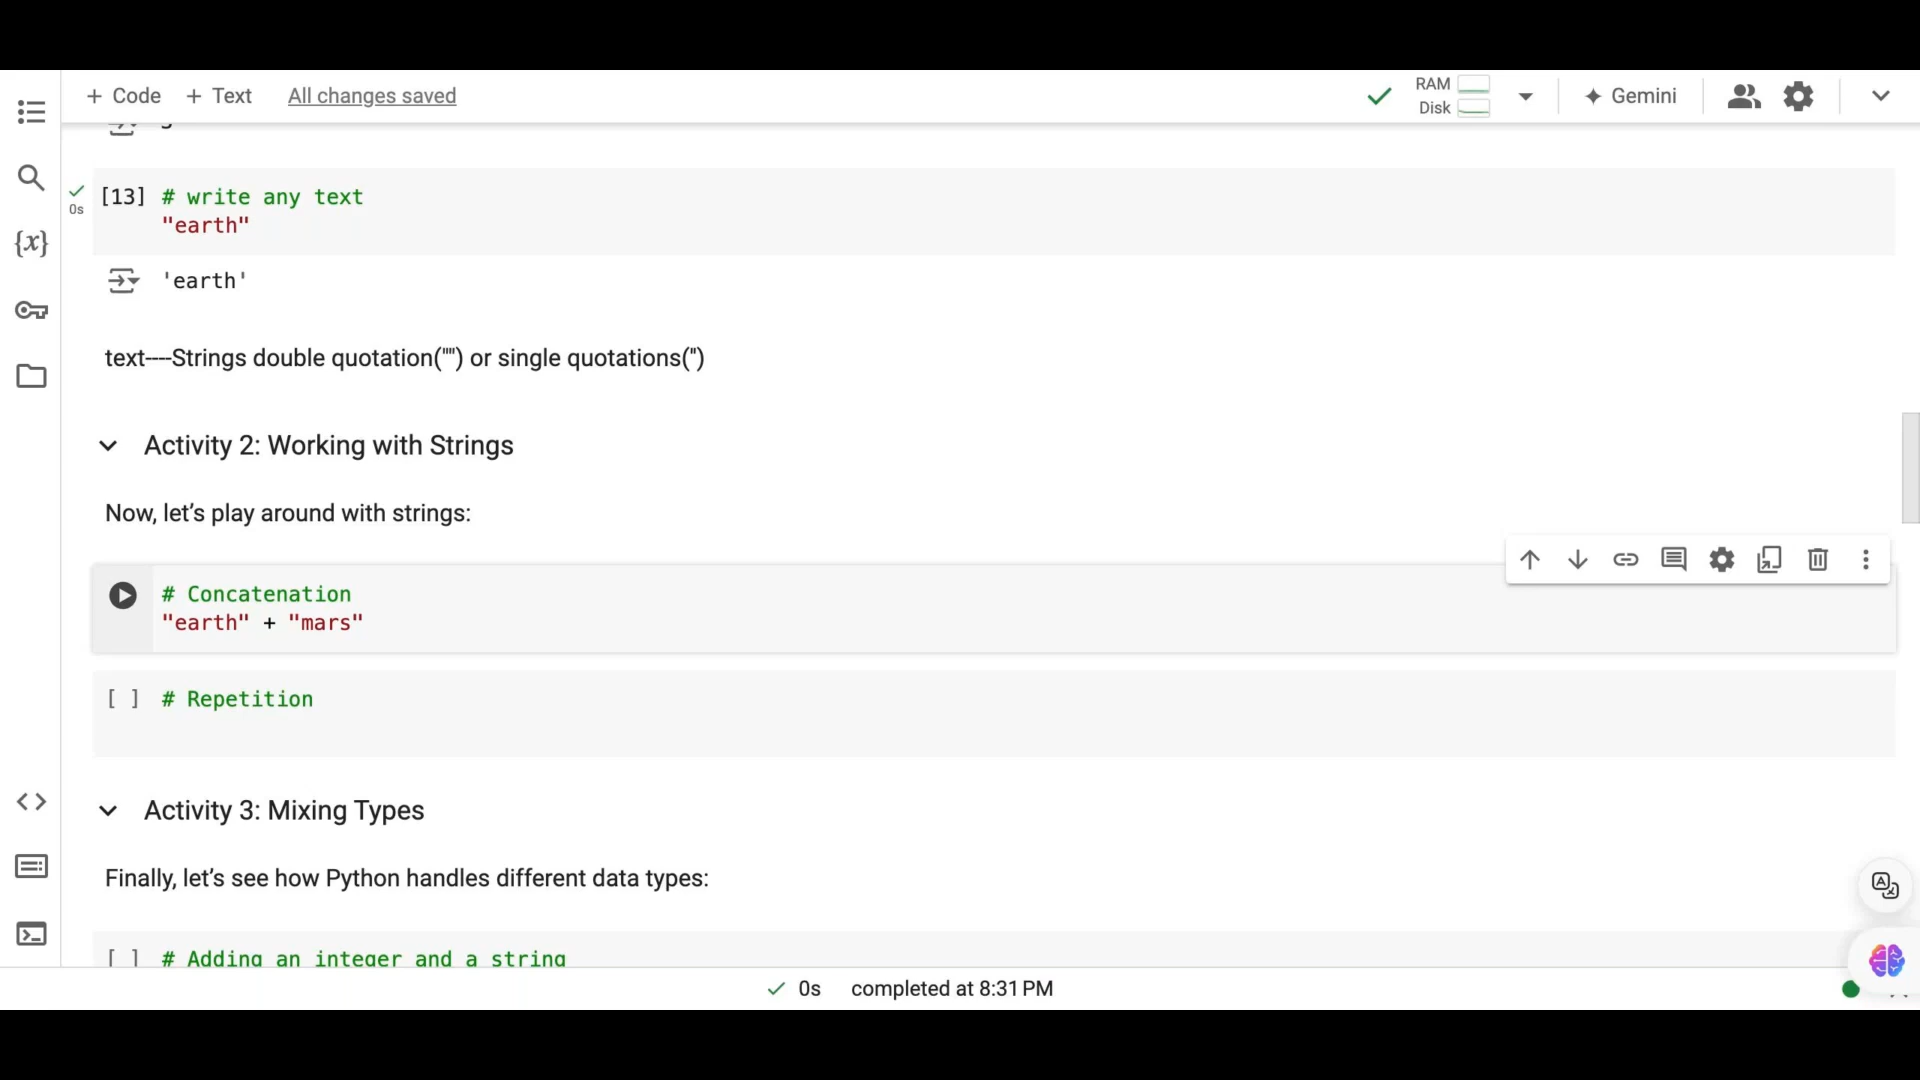 + Code + Text All changes saved
RAM
Disk
Gemini
[13] # write any text
"earth"
0s
'earth'
text----Strings double quotation("") or single quotations('')
Activity 2: Working with Strings
Now, let's play around with strings:
# Concatenation
"earth" + "mars"
[ ] # Repetition
Activity 3: Mixing Types
Finally, let's see how Python handles different data types:
[ ] # Adding an integer and a string
0s completed at 8:31 PM